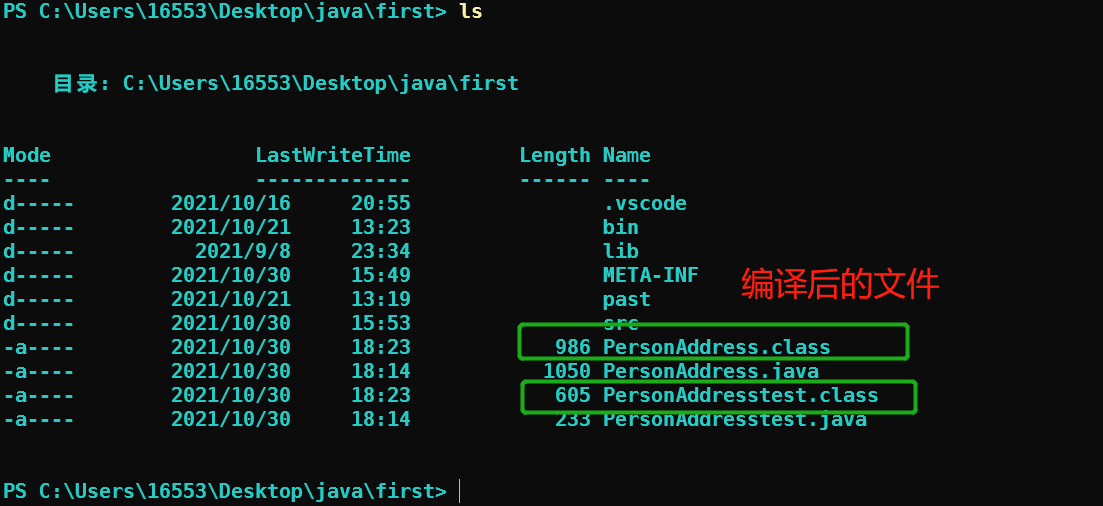 PS C:\Users\16553\Desktop\java\first> ls
目录: C:\Users\16553\Desktop\java\first
Mode LastWriteTime Length Name
---- ------------- ------ ----
d----- 2021/10/16 20:55 .vscode
d----- 2021/10/21 13:23 bin
d----- 2021/9/8 23:34 lib
d----- 2021/10/30 15:49 META-INF
编译后的文件
d----- 2021/10/21 13:19 past
d----- 2021/10/30 15:53 src
-a---- 2021/10/30 18:23 986 PersonAddress.class
-a---- 2021/10/30 18:14 1050 PersonAddress.java
-a---- 2021/10/30 18:23 605 PersonAddresstest.class
-a---- 2021/10/30 18:14 233 PersonAddresstest.java
PS C:\Users\16553\Desktop\java\first>